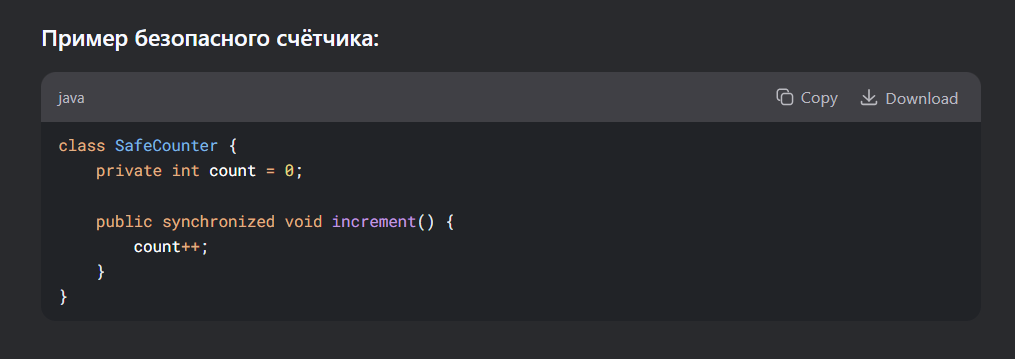 Пример безопасного счётчика:
java
Copy
Download
class SafeCounter {
    private int count = 0;

    public synchronized void increment() {
        count++;
    }
}